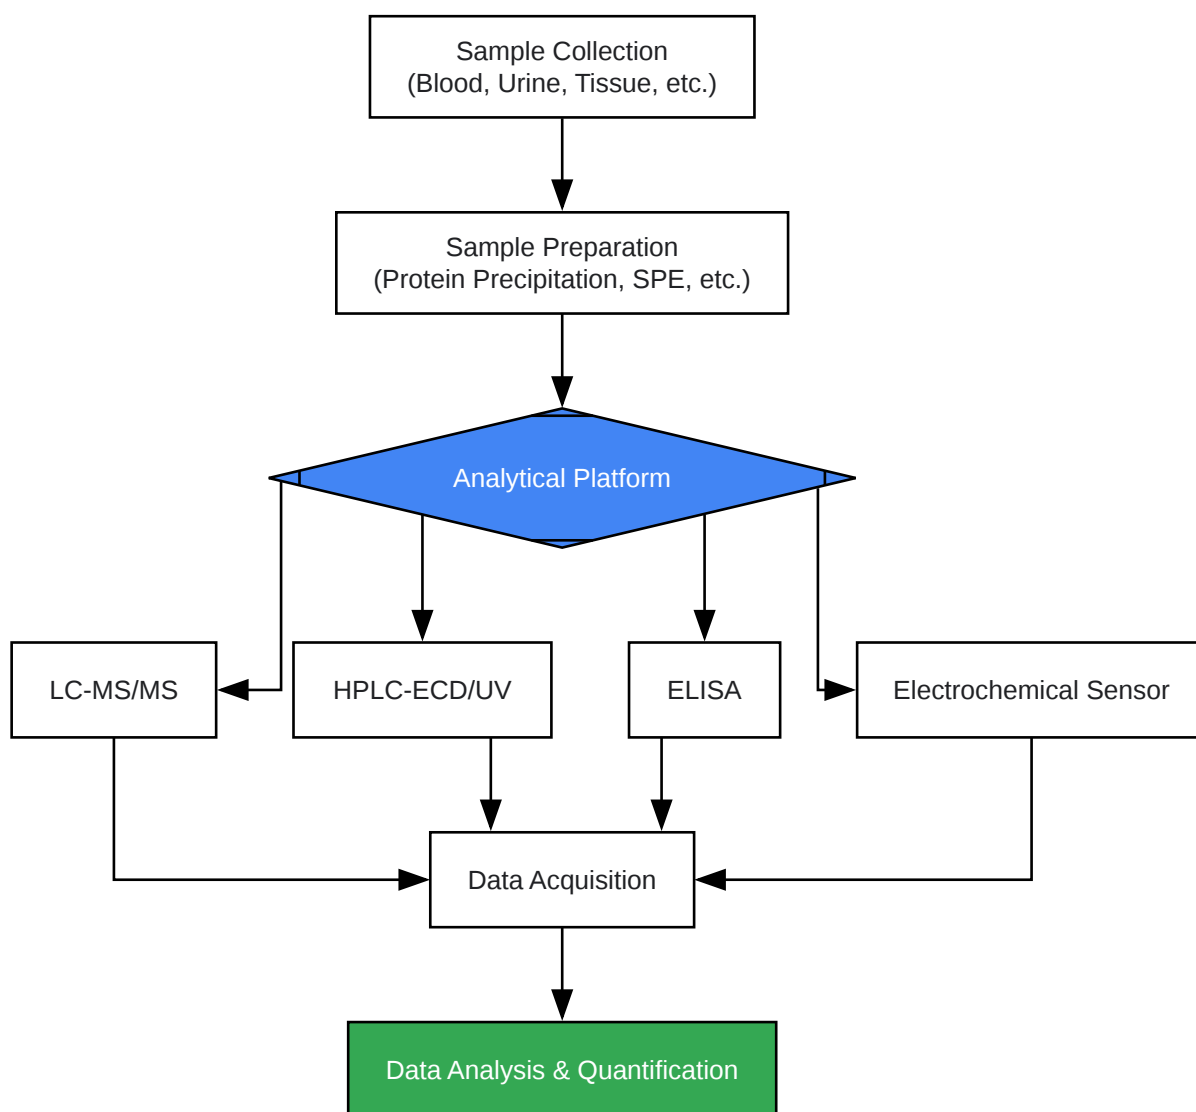 Sample Collection
(Blood, Urine, Tissue, etc.)
Sample Preparation
(Protein Precipitation, SPE, etc.)
Analytical Platform
LC-MS/MS
HPLC-ECD/UV
ELISA
Electrochemical Sensor
Data Acquisition
Data Analysis & Quantification